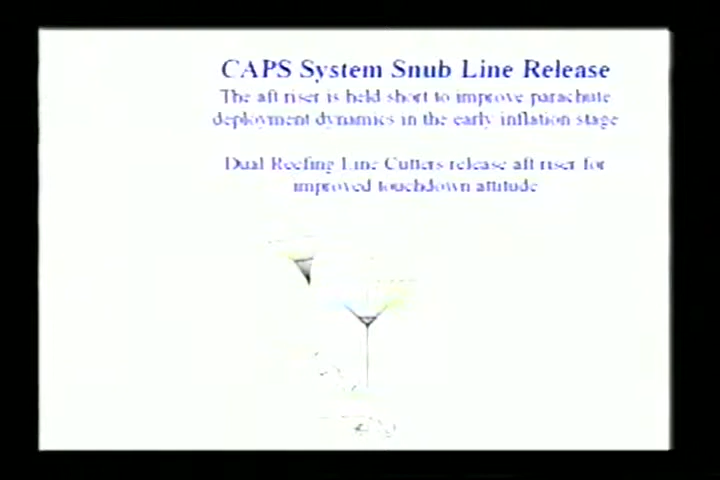 CAPS System Snub Line Release
The aft riser is held short to improve parachute
deployment dynamics in the early inflation stage
Dual Reefing Line Cutters release aft riser for
improved touchdown attitude